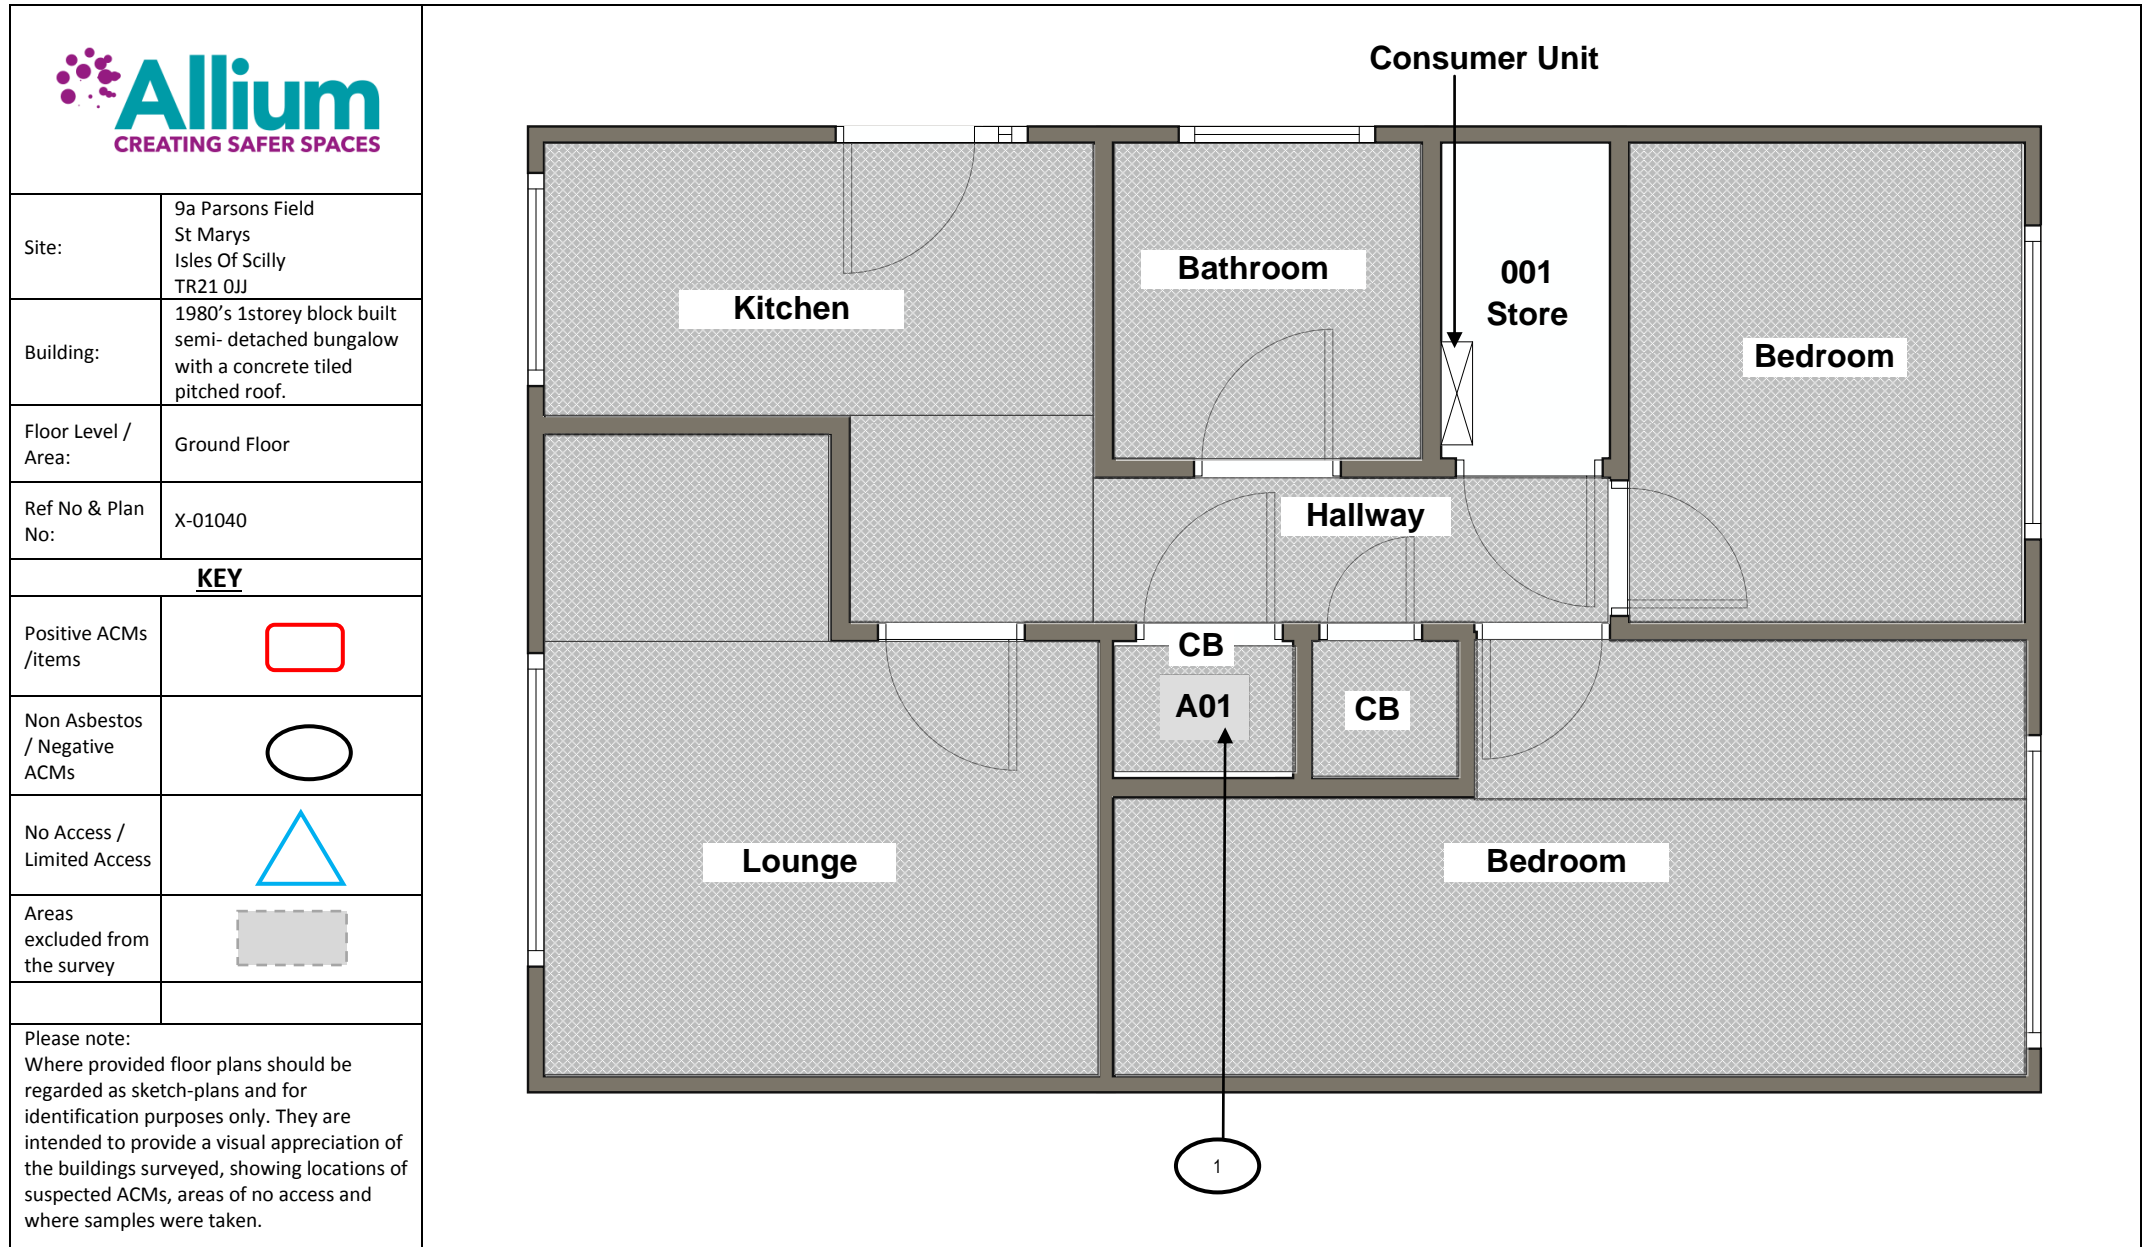 Allium
CREATING SAFER SPACES
Site:
9a Parsons Field
St Marys
Isles Of Scilly
TR21 0JJ
Building:
1980’s 1storey block built
semi- detached bungalow
with a concrete tiled
pitched roof.
Floor Level /
Area:
Ground Floor
Ref No & Plan
No:
X-01040
KEY
Positive ACMs
/items
Non Asbestos
/ Negative
ACMs
No Access /
Limited Access
Areas
excluded from
the survey
Please note:
Where provided floor plans should be
regarded as sketch-plans and for
identification purposes only. They are
intended to provide a visual appreciation of
the buildings surveyed, showing locations of
suspected ACMs, areas of no access and
where samples were taken.
Consumer Unit
Kitchen
Bathroom
001
Store
Bedroom
Hallway
CB
A01
CB
Lounge
Bedroom
1